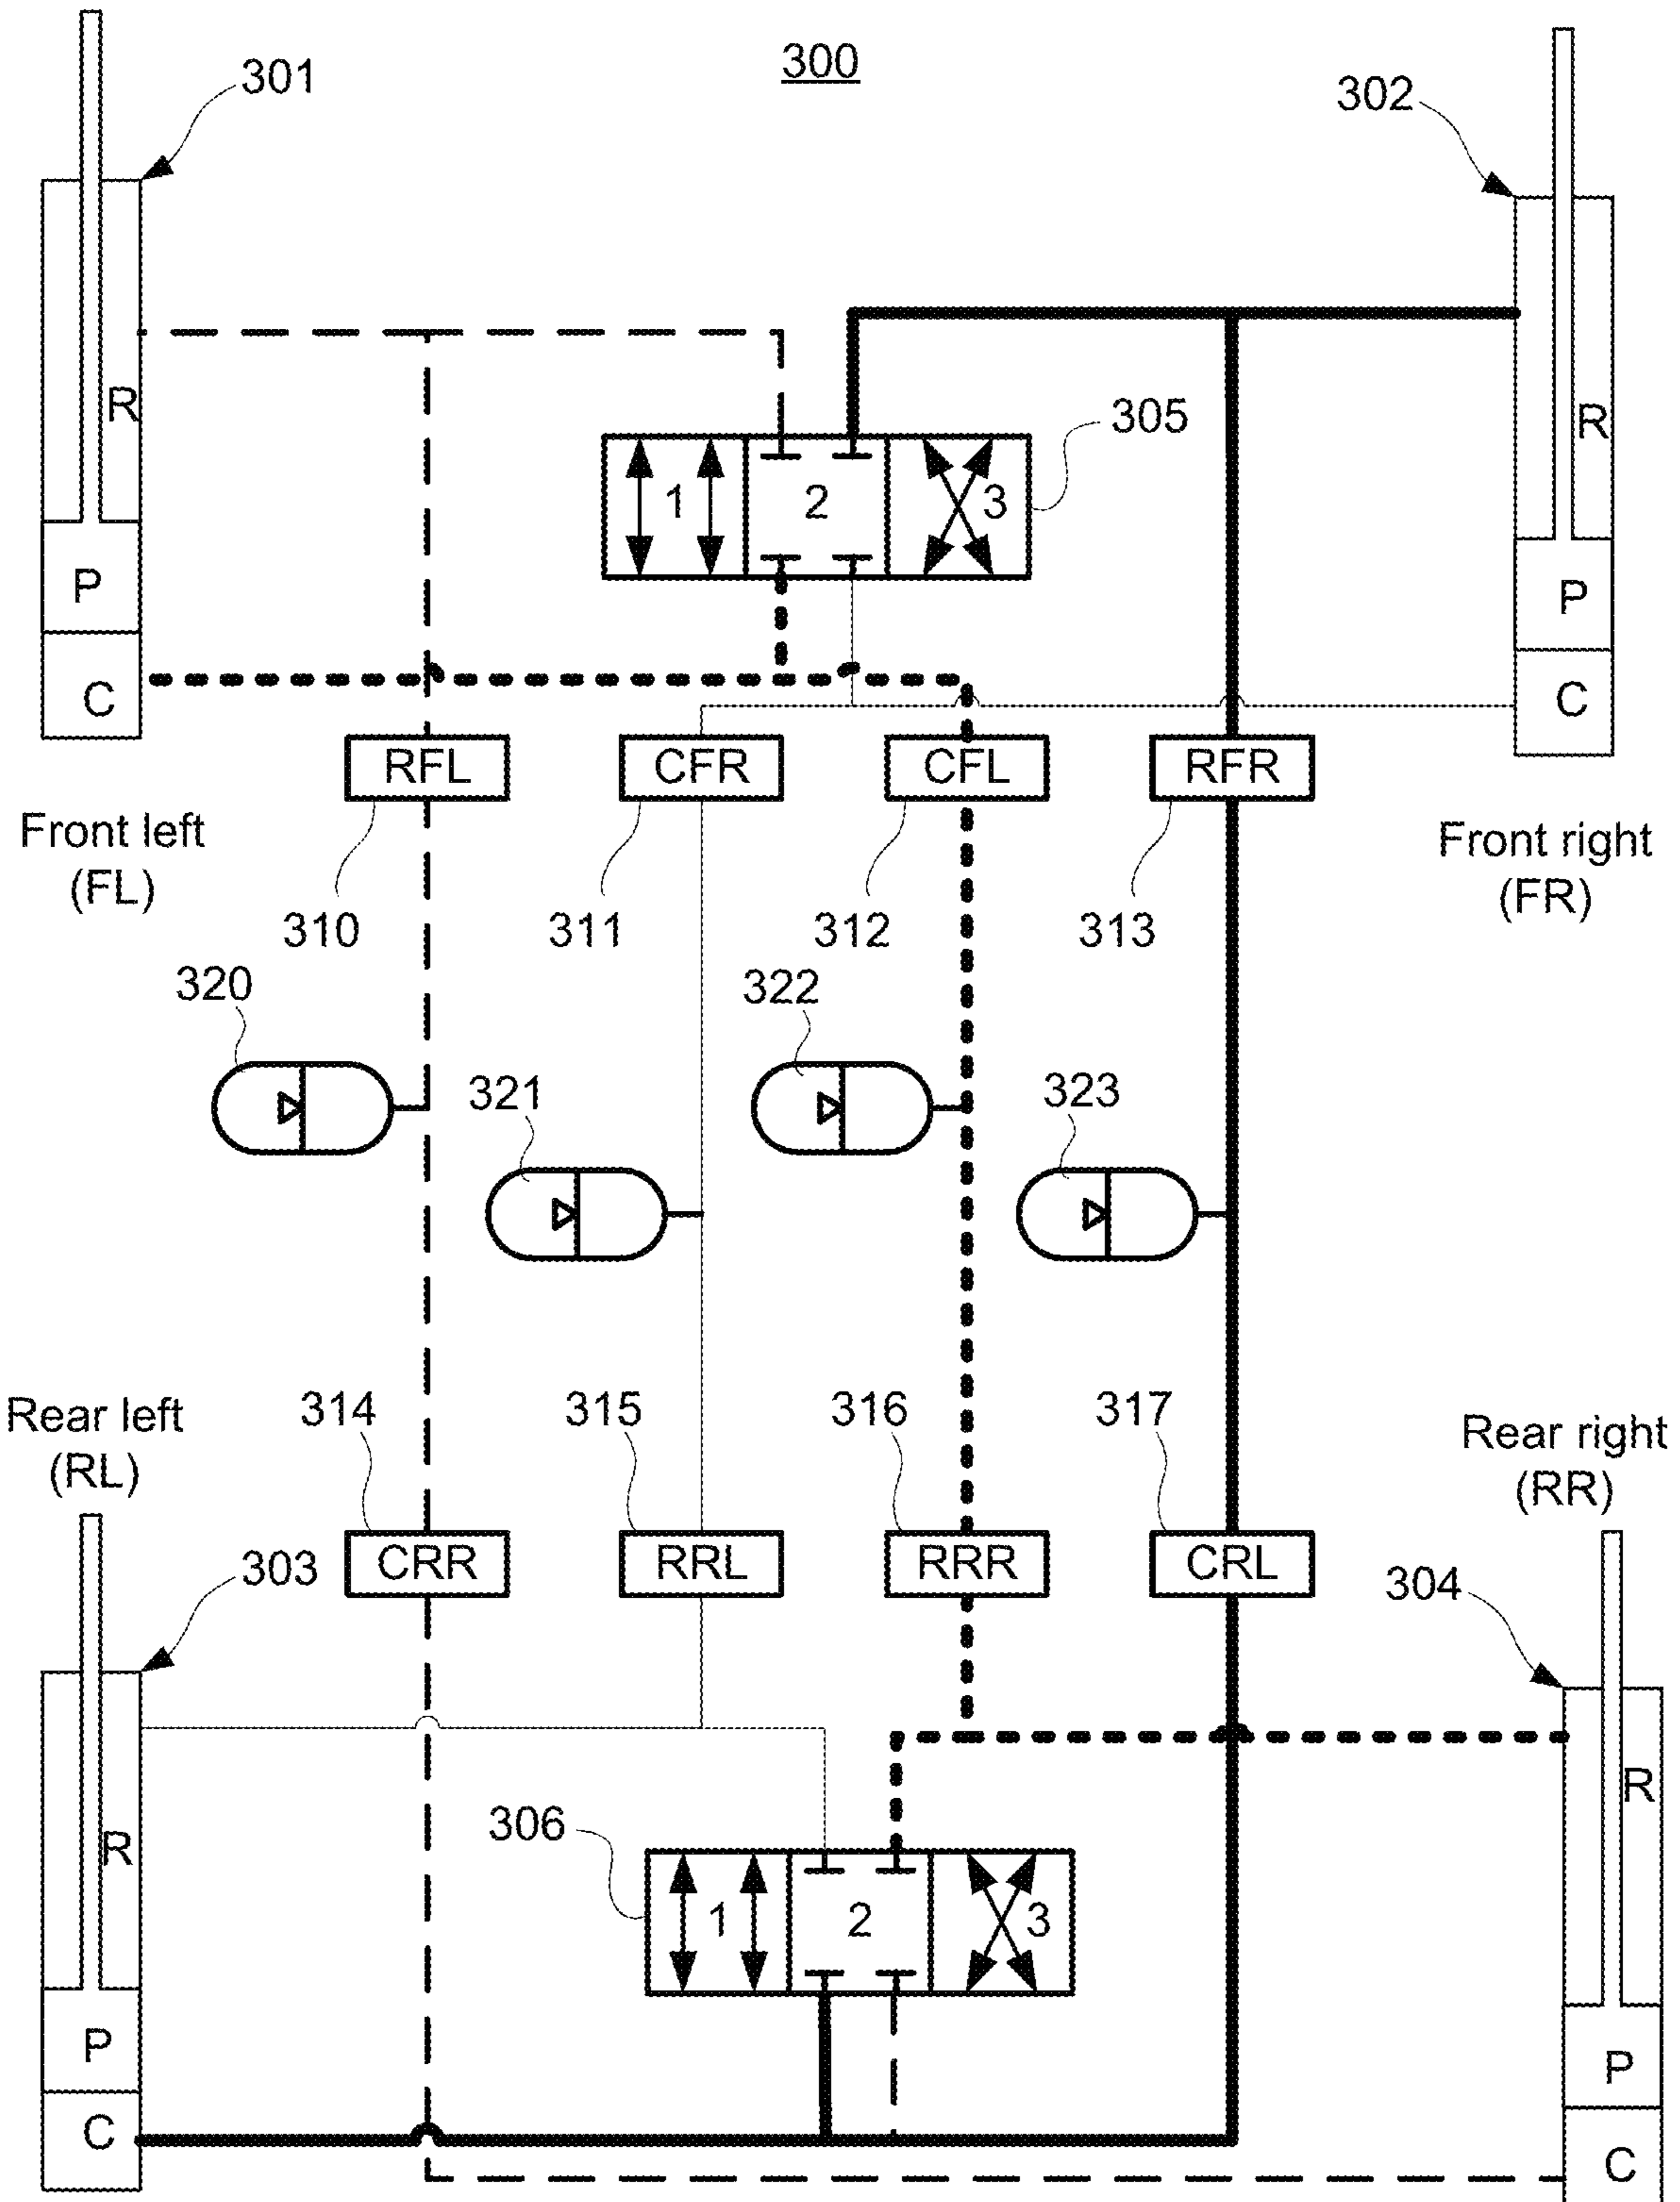 300
301
302
R
R
305
1
2
3
P
P
C
C
RFL
CFR
CFL
RFR
Front left
(FL)
Front right
(FR)
310
311
312
313
320
322
321
323
Rear left
(RL)
314
315
316
317
Rear right
(RR)
CRR
RRL
RRR
CRL
303
304
R
R
306
1
2
3
P
P
C
C